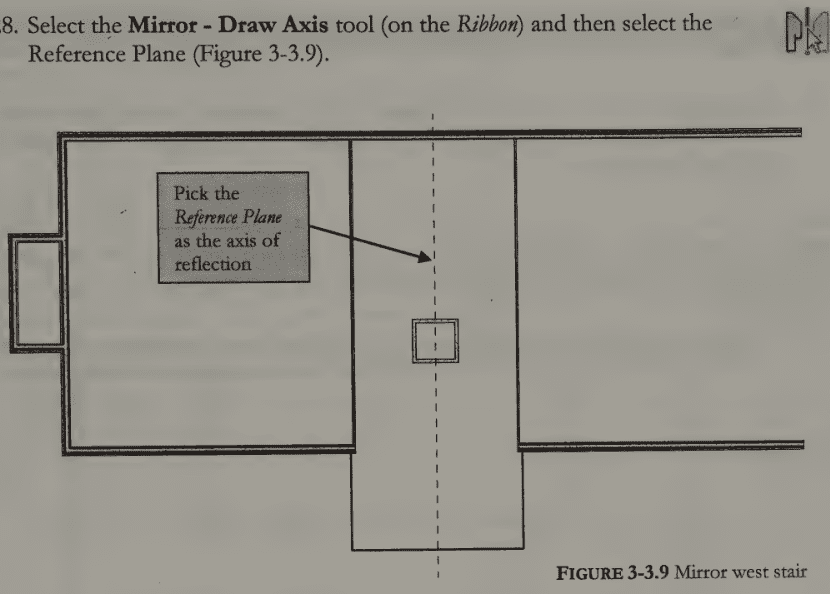 8. Select the Mirror - Draw Axis tool (on the Ribbon) and then select the
Reference Plane (Figure 3-3.9).
Pick the
Reference Plane
as the axis of
reflection
FIGURE 3-3.9 Mirror west stair